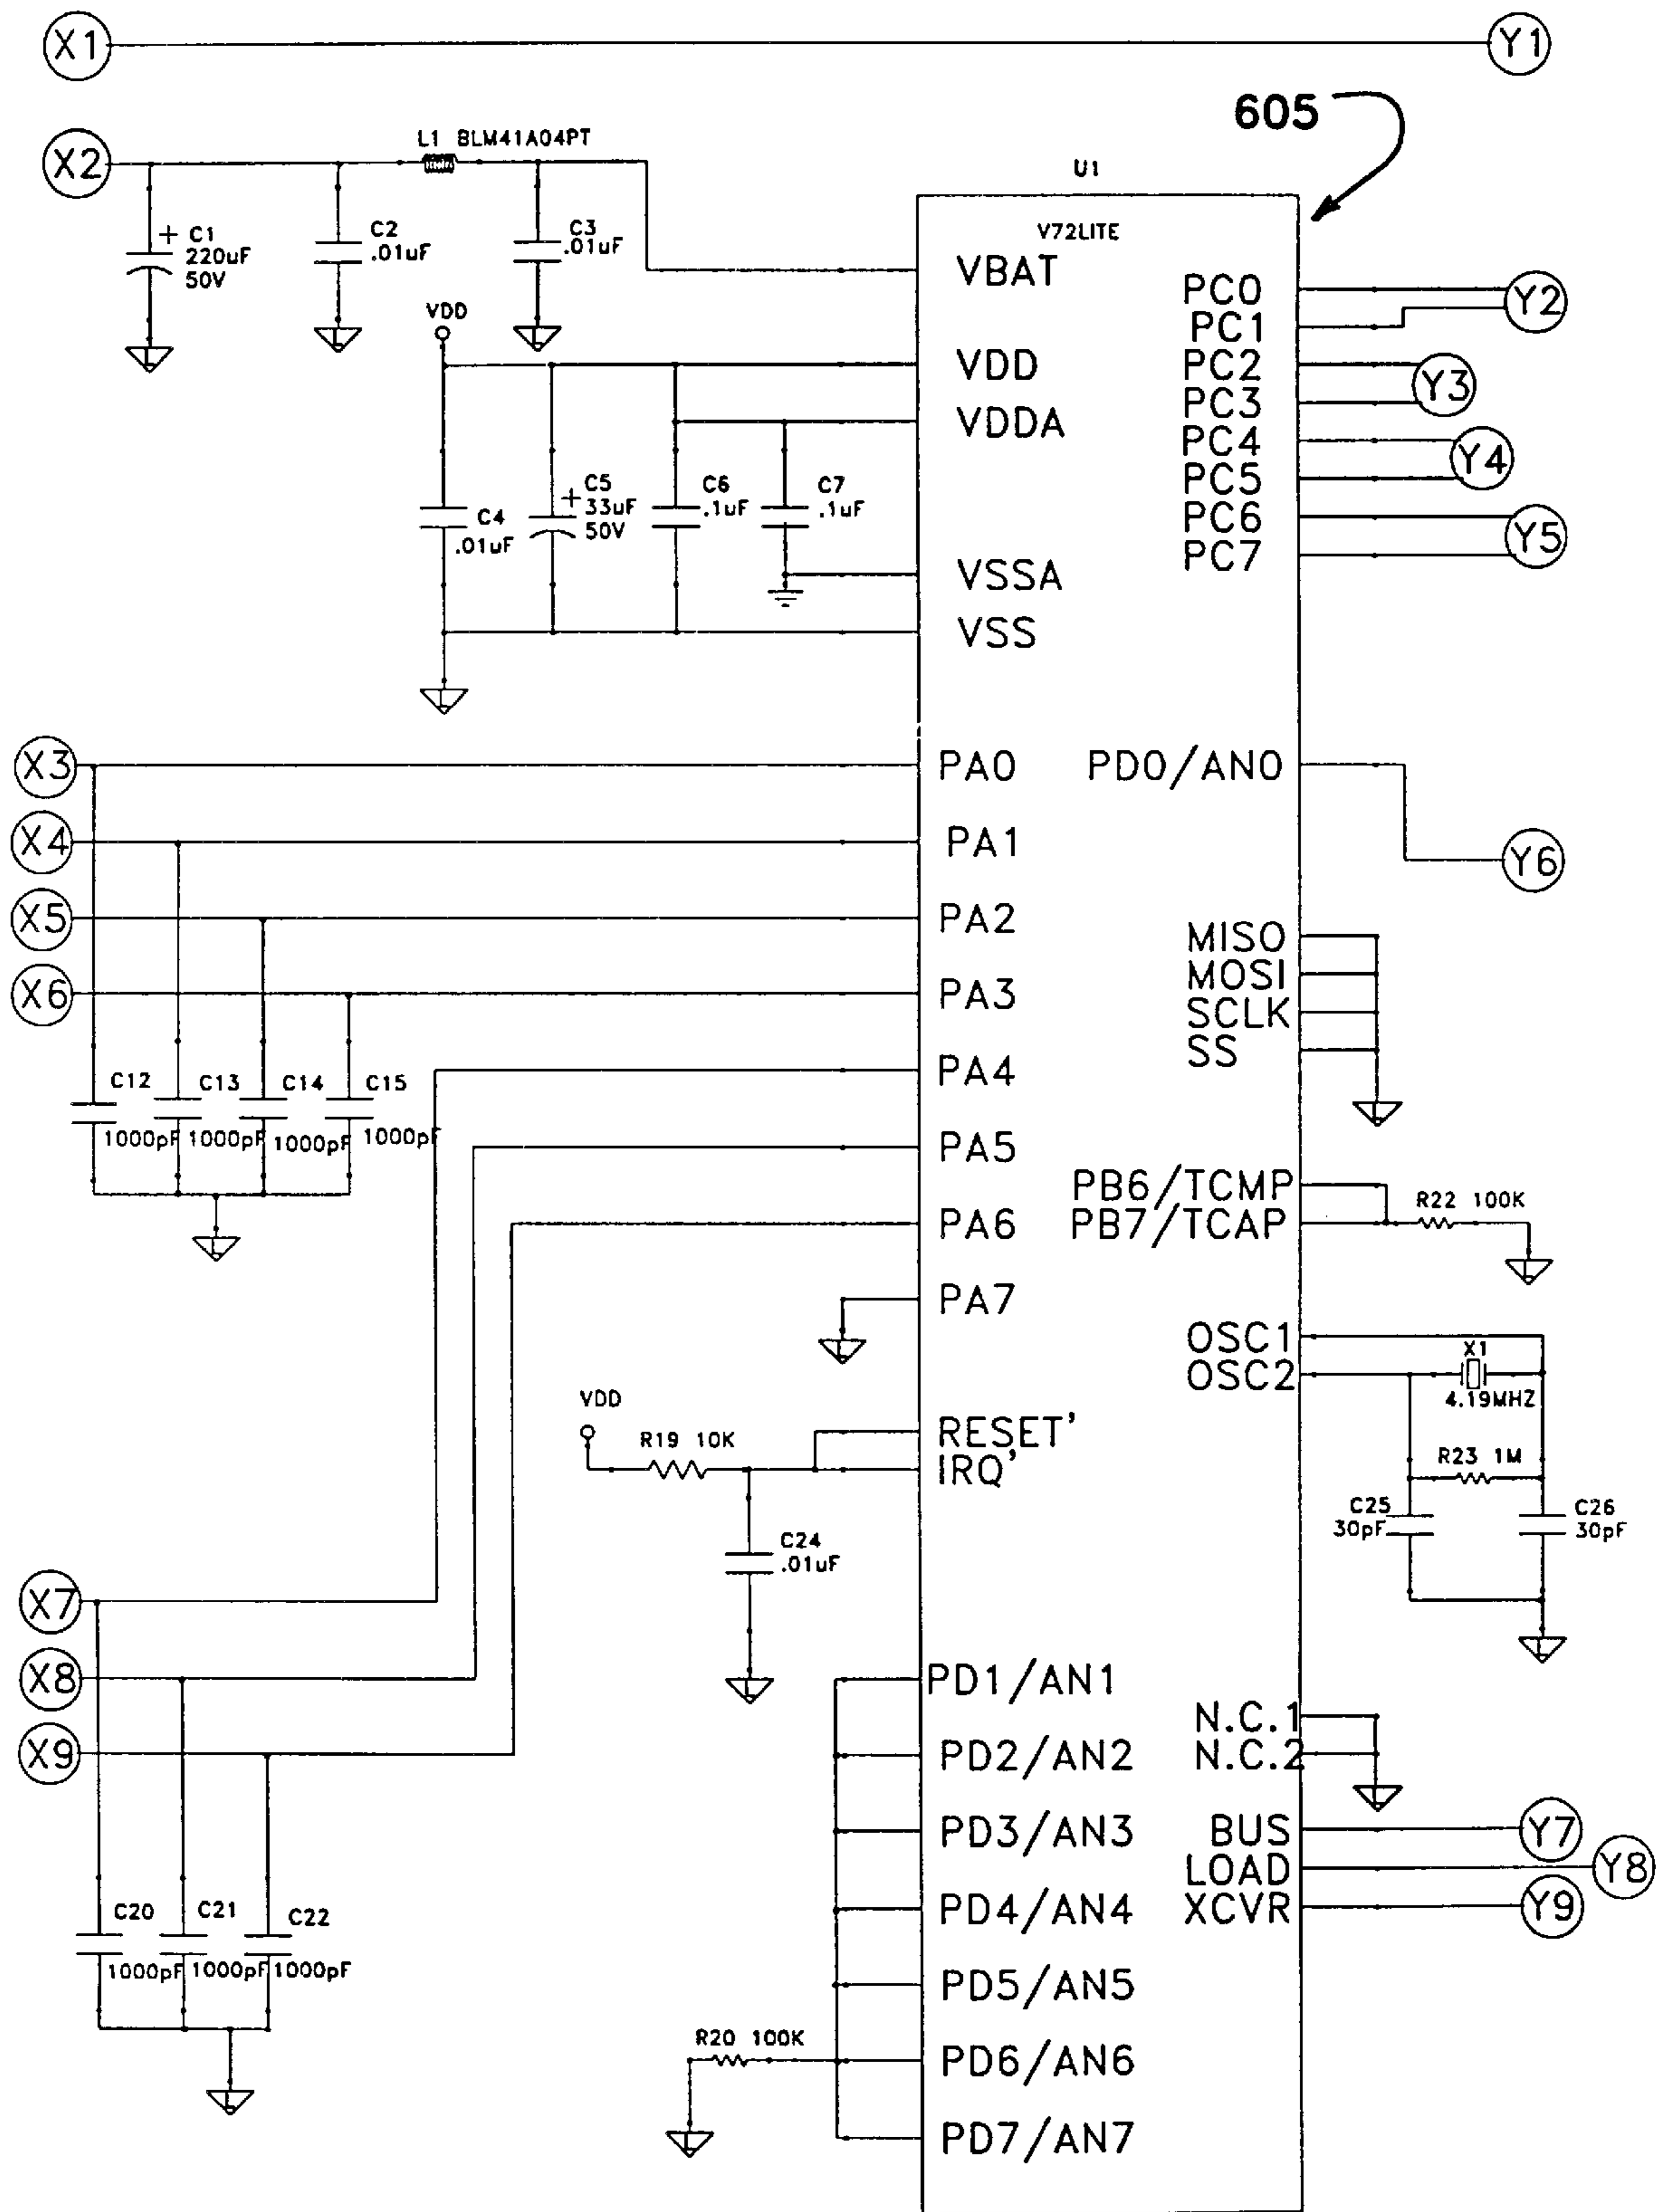 X1
Y1
605
X2
L1 BLM41A04PT
U1
V72LITE
+ C1
220uF
50V
C2
.01uF
C3
.01uF
VBAT
PC0
Y2
PC1
VDD
VDD
PC2
Y3
PC3
VDDA
PC4
Y4
PC5
C4
.01uF
+ C5
33uF
50V
C6
.1uF
C7
.1uF
PC6
Y5
PC7
VSSA
VSS
X3
PA0
PD0/AN0
X4
PA1
Y6
X5
PA2
MISO
MOSI
X6
PA3
SCLK
SS
PA4
C12
C13
C14
C15
1000pF
1000pF
1000pF
1000pF
PA5
PB6/TCMP
R22 100K
PA6
PB7/TCAP
PA7
OSC1
X1
OSC2
4.19MHZ
VDD
R19 10K
RESET'
IRQ'
R23 1M
C25
30pF
C26
30pF
C24
.01uF
X7
X8
PD1/AN1
N.C.1
X9
PD2/AN2
N.C.2
PD3/AN3
BUS
Y7
LOAD
Y8
C20
C21
C22
PD4/AN4
XCVR
Y9
1000pF
1000pF
1000pF
PD5/AN5
R20 100K
PD6/AN6
PD7/AN7